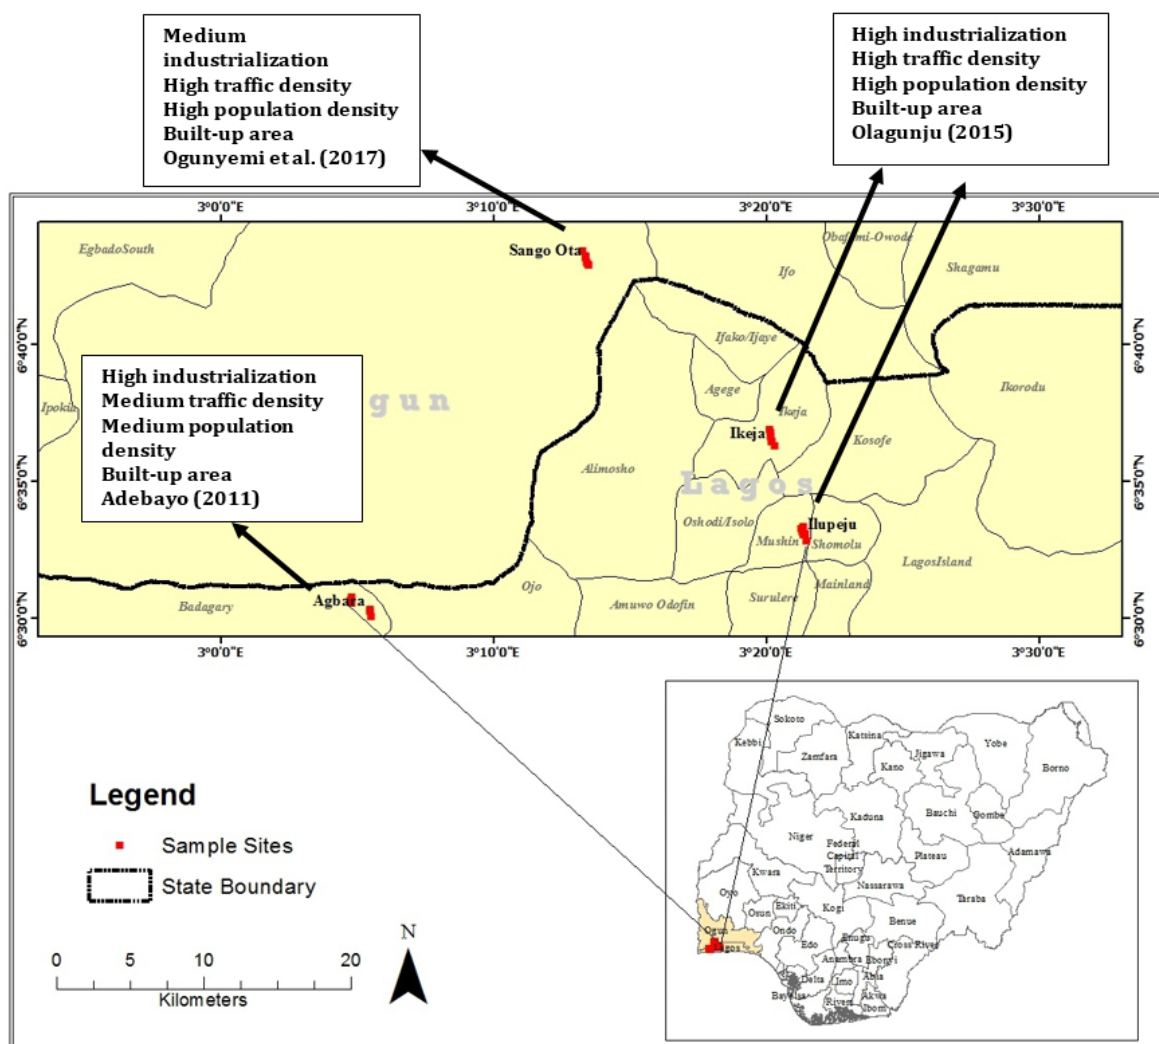 Medium
industrialization
High traffic density
High population density
Built-up area
Ogunyemi et al. (2017)
High industrialization
High traffic density
High population density
Built-up area
Olagunju (2015)
3°0'0"E
3°10'0"E
3°20'0"E
3°30'0"E
EgbadoSouth
Sango Ota
Ifo
Obafemi-Owode
Shagamu
6°40'0"N
6°40'0"N
Ifako/Ijaye
High industrialization
Medium traffic density
Medium population
density
Built-up area
Adebayo (2011)
Ipokia
gun
Agege
Ikeja
Ikorodu
Ikeja
Kosofe
Alimosho
Lagos
6°35'0"N
6°35'0"N
Oshodi/Isolo
Ilupeju
Mushin
Shomolu
LagosIsland
Ojo
Mainland
Badagary
Agbara
Amuwo Odofin
Surulere
6°30'0"N
6°30'0"N
3°0'0"E
3°10'0"E
3°20'0"E
3°30'0"E
Legend
Sample Sites
State Boundary
0 5 10 20
Kilometers
N
Sokoto
Kebbi
Zamfara
Katsina
Kano
Jigawa
Yobe
Borno
Kaduna
Bauchi
Gombe
Niger
Federal
Capital
Territory
Plateau
Adamawa
Kwara
Nassarawa
Oyo
Taraba
Osun
Ekiti
Kogi
Benue
Ogun
Ondo
Lagos
Edo
Enugu
Cross River
Anambra
Ebonyi
Delta
Imo
Abia
Bayelsa
Rivers
Akwa
Ibom